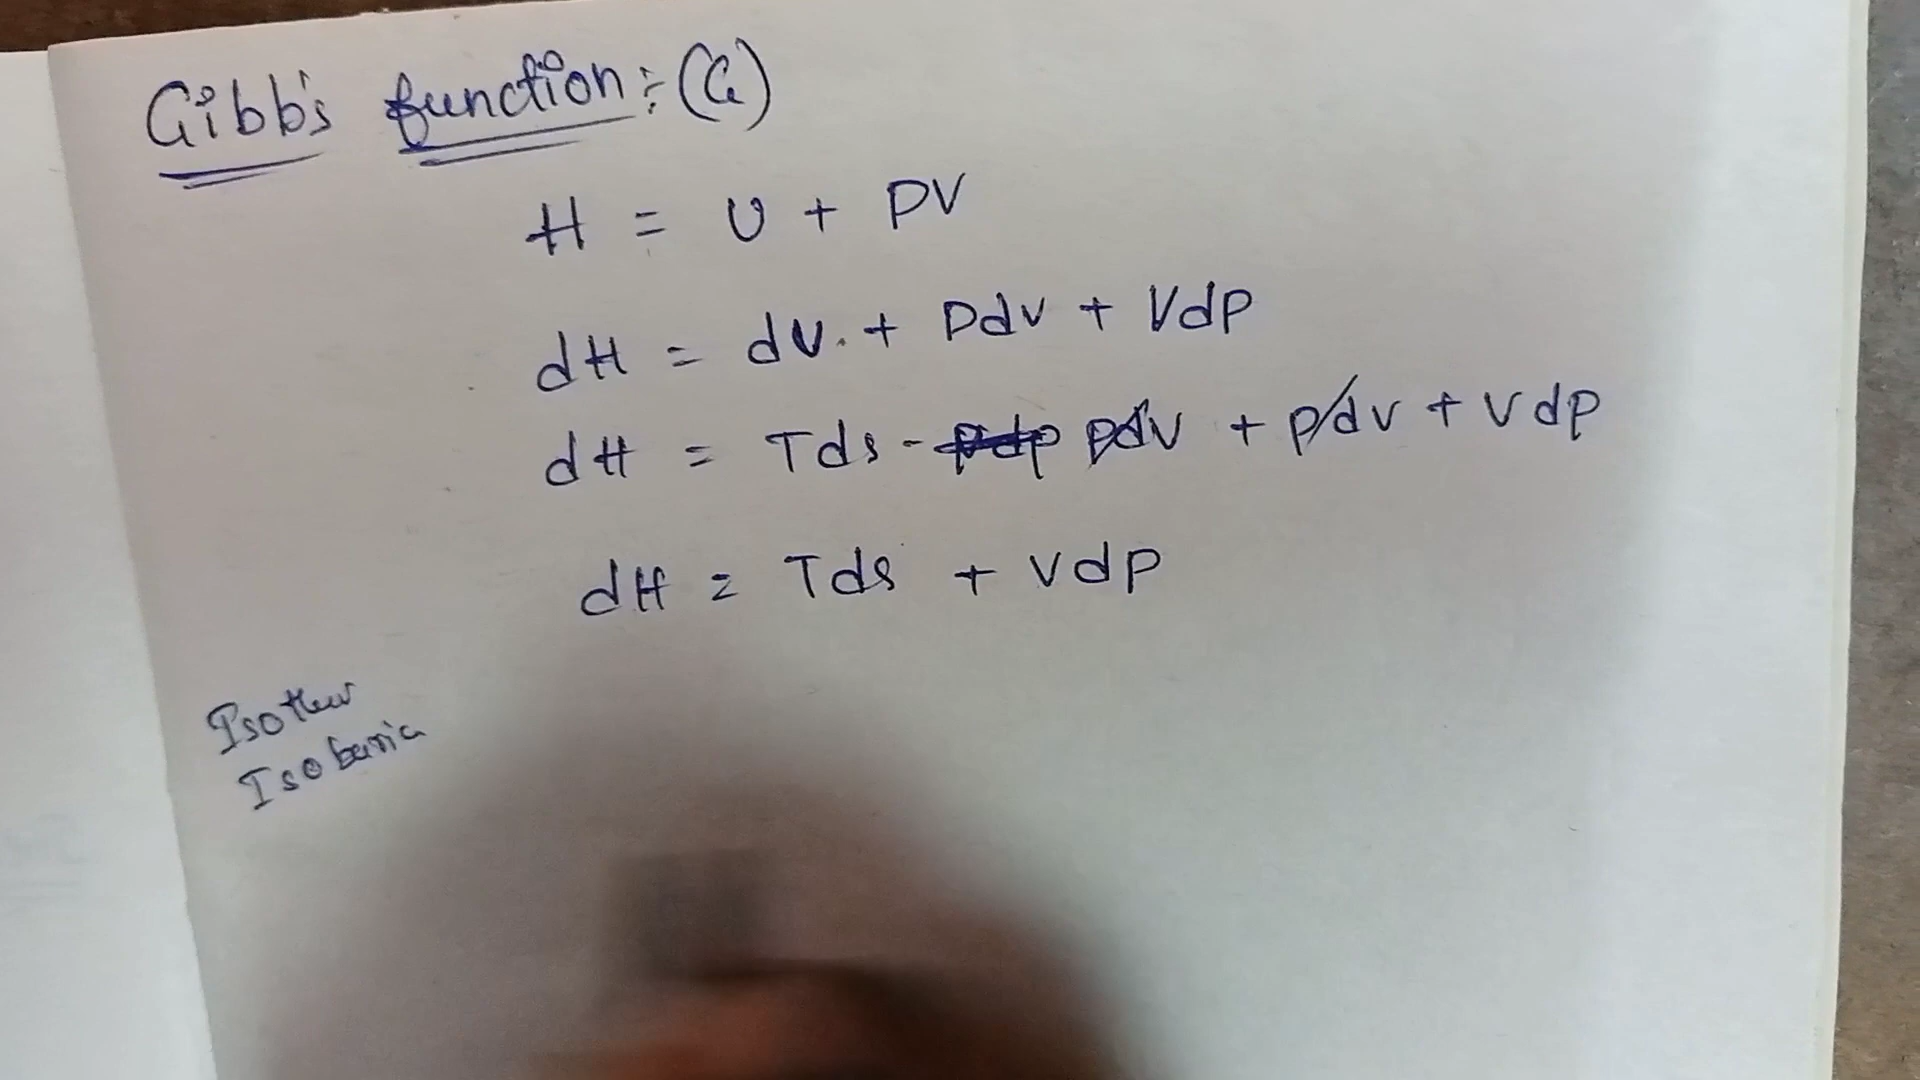 Gibb's function :- (G)
H = U + PV
dH = dU + PdV + VdP
dH = Tds - pdv + pdv + vdp
dH = Tds + vdp
Isother
Isobaric